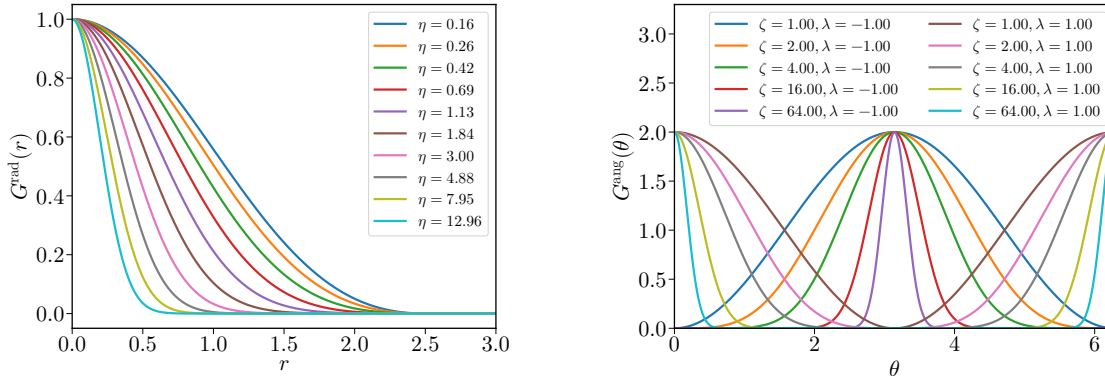 1.0
0.8
0.6
0.4
0.2
0.0
G^rad(r)
0.0 0.5 1.0 1.5 2.0 2.5 3.0
r
η = 0.16
η = 0.26
η = 0.42
η = 0.69
η = 1.13
η = 1.84
η = 3.00
η = 4.88
η = 7.95
η = 12.96
3.0
2.5
2.0
1.5
1.0
0.5
0.0
G^ang(θ)
0 2 4 6
θ
ζ = 1.00, λ = −1.00
ζ = 2.00, λ = −1.00
ζ = 4.00, λ = −1.00
ζ = 16.00, λ = −1.00
ζ = 64.00, λ = −1.00
ζ = 1.00, λ = 1.00
ζ = 2.00, λ = 1.00
ζ = 4.00, λ = 1.00
ζ = 16.00, λ = 1.00
ζ = 64.00, λ = 1.00